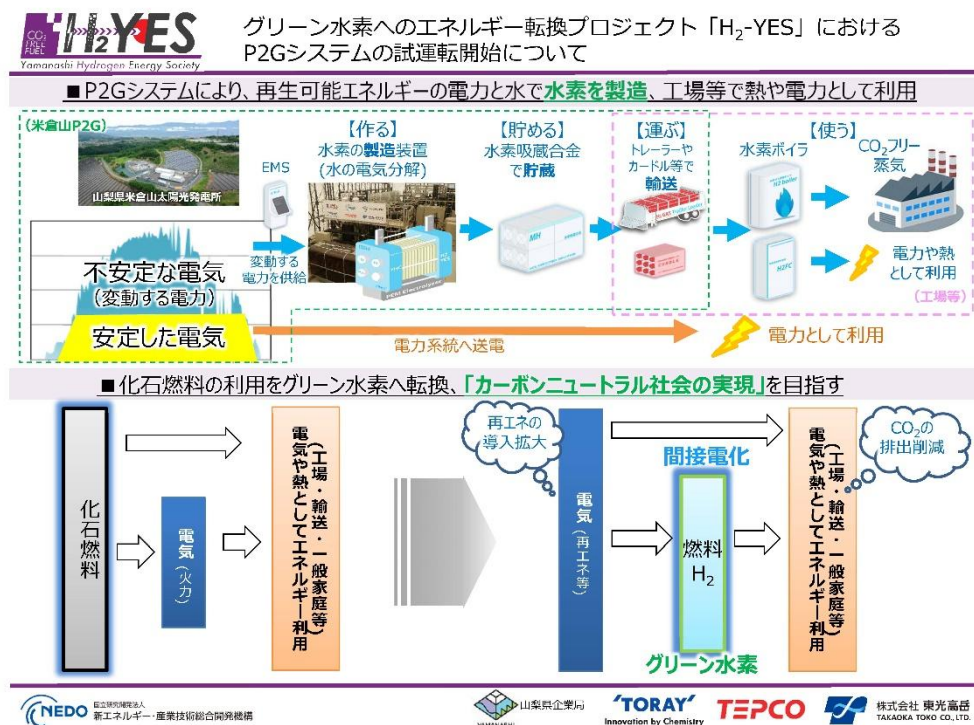 CO2
TREE
FUEL
H2YES
Yamanashi Hydrogen Energy Society
グリーン水素へのエネルギー転換プロジェクト「H2-YES」における
P2Gシステムの試運転開始について
■P2Gシステムにより、再生可能エネルギーの電力と水で水素を製造、工場等で熱や電力として利用
(米倉山P2G)
山梨県米倉山太陽光発電所
EMS
変動する
電力を供給
【作る】
水素の製造装置
(水の電気分解)
【貯める】
水素吸蔵合金
で貯蔵
MH
【運ぶ】
トレーラーや
カードル等で
輸送
【使う】
水素ボイラ
CO2フリー
蒸気
H2FC
電力や熱
として利用
(工場等)
不安定な電気
(変動する電力)
安定した電気
電力系統へ送電
電力として利用
■化石燃料の利用をグリーン水素へ転換、「カーボンニュートラル社会の実現」を目指す
化石燃料
電気(火力)
電気や熱としてエネルギー利用
(工場・輸送・一般家庭等)
再エネの
導入拡大
電気(再エネ等)
間接電化
燃料
H2
グリーン水素
電気や熱としてエネルギー利用
(工場・輸送・一般家庭等)
CO2の
排出削減
NEDO
国立研究開発法人
新エネルギー・産業技術総合開発機構
YAMANASHI
山梨県企業局
'TORAY'
Innovation by Chemistry
TEPCO
株式会社 東光高岳
TAKAOKA TOKO CO.,LTD.